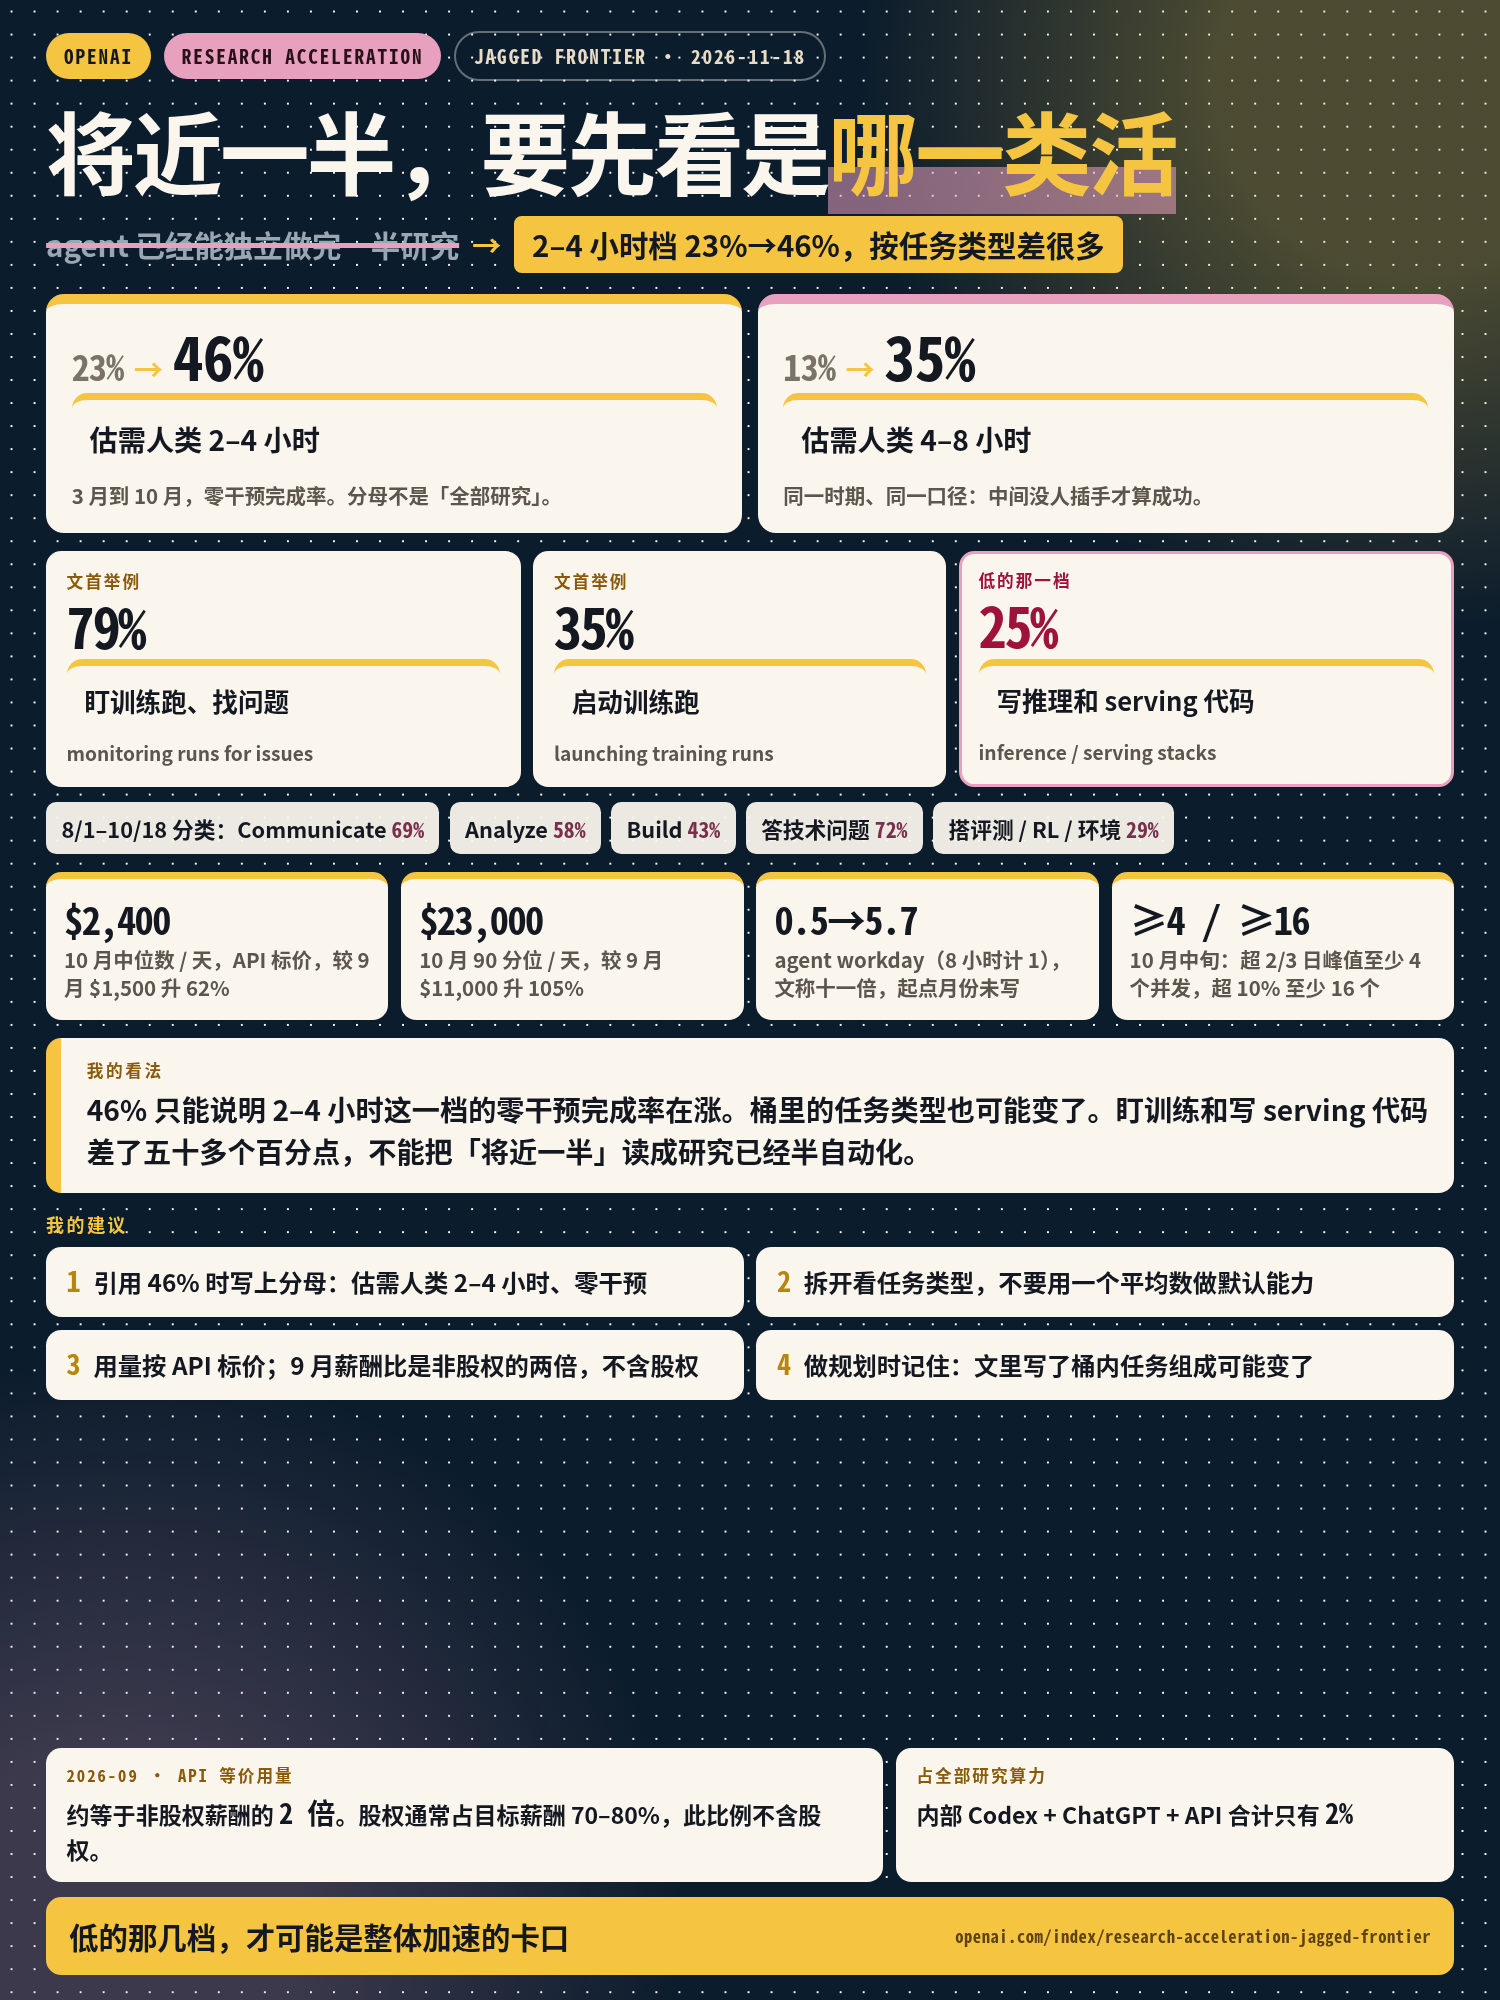 OPENAI
RESEARCH ACCELERATION
JAGGED FRONTIER · 2026-11-18
将近一半，要先看是哪一类活
agent 已经能独立做完一半研究 → 2–4 小时档 23%→46%，按任务类型差很多
23% → 46%
估需人类 2–4 小时
3 月到 10 月，零干预完成率。分母不是「全部研究」。
13% → 35%
估需人类 4–8 小时
同一时期、同一口径：中间没人插手才算成功。
文首举例
79%
盯训练跑、找问题
monitoring runs for issues
文首举例
35%
启动训练跑
launching training runs
低的那一档
25%
写推理和 serving 代码
inference / serving stacks
8/1–10/18 分类：Communicate 69%
Analyze 58%
Build 43%
答技术问题 72%
搭评测 / RL / 环境 29%
$2,400
10 月中位数 / 天，API 标价，较 9
月 $1,500 升 62%
$23,000
10 月 90 分位 / 天，较 9 月
$11,000 升 105%
0.5→5.7
agent workday（8 小时计 1），
文称十一倍，起点月份未写
≥4 / ≥16
10 月中旬：超 2/3 日峰值至少 4
个并发，超 10% 至少 16 个
我的看法
46% 只能说明 2–4 小时这一档的零干预完成率在涨。桶里的任务类型也可能变了。盯训练和写 serving 代码
差了五十多个百分点，不能把「将近一半」读成研究已经半自动化。
我的建议
1 引用 46% 时写上分母：估需人类 2–4 小时、零干预
2 拆开看任务类型，不要用一个平均数做默认能力
3 用量按 API 标价；9 月薪酬比是非股权的两倍，不含股权
4 做规划时记住：文里写了桶内任务组成可能变了
2026-09 · API 等价用量
约等于非股权薪酬的 2 倍。股权通常占目标薪酬 70–80%，此比例不含股
权。
占全部研究算力
内部 Codex + ChatGPT + API 合计只有 2%
低的那几档，才可能是整体加速的卡口
openai.com/index/research-acceleration-jagged-frontier